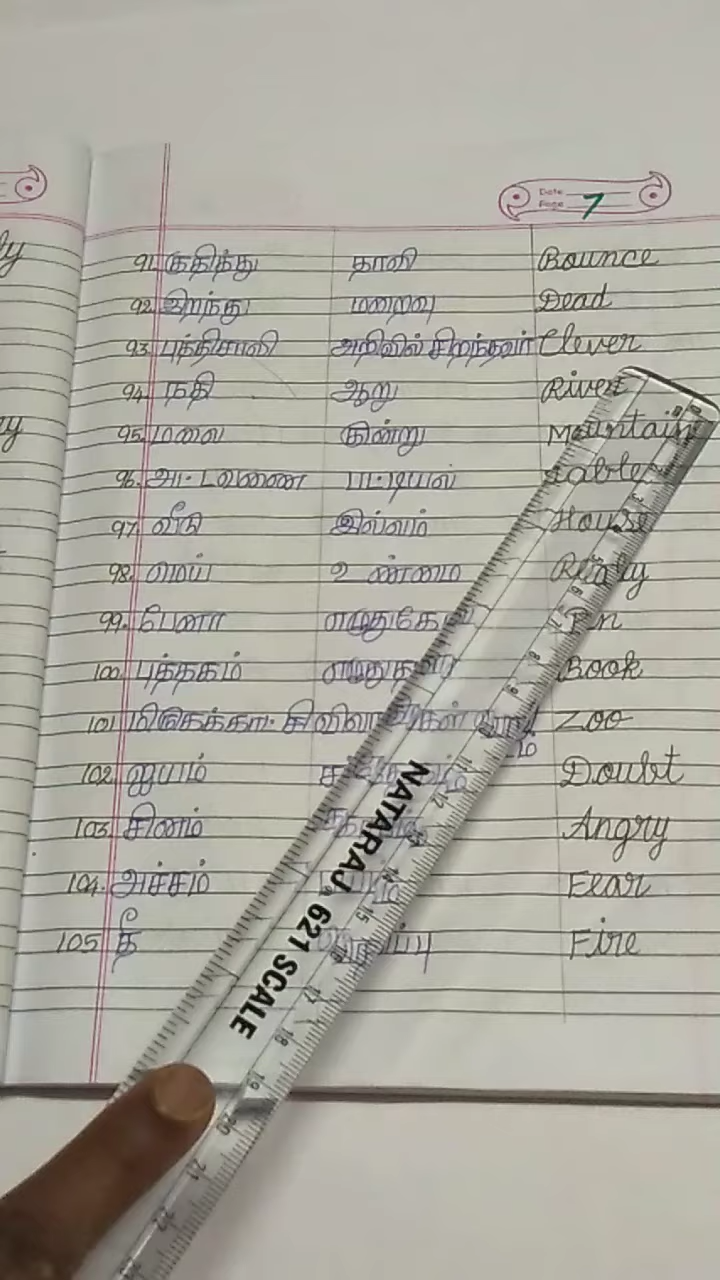 Date
Page 7
91. குதித்து தாவி Bounce
92. இறந்து மறைவு Dead
93. புத்திசாலி அறிவில் சிறந்தவர் Clever
94. நதி ஆறு River
95. மலை குன்று Mountain
96. அட்டவணை பட்டியல் Table
97. வீடு இல்லம் House
98. மெய் உண்மை Really
99. பேனா Pen
100. புத்தகம் Book
101. Zoo
102. ஐயம் Doubt
103. சினம் Angry
104. அச்சம் Fear
105 தீ Fire
NATARAJ 621 SCALE